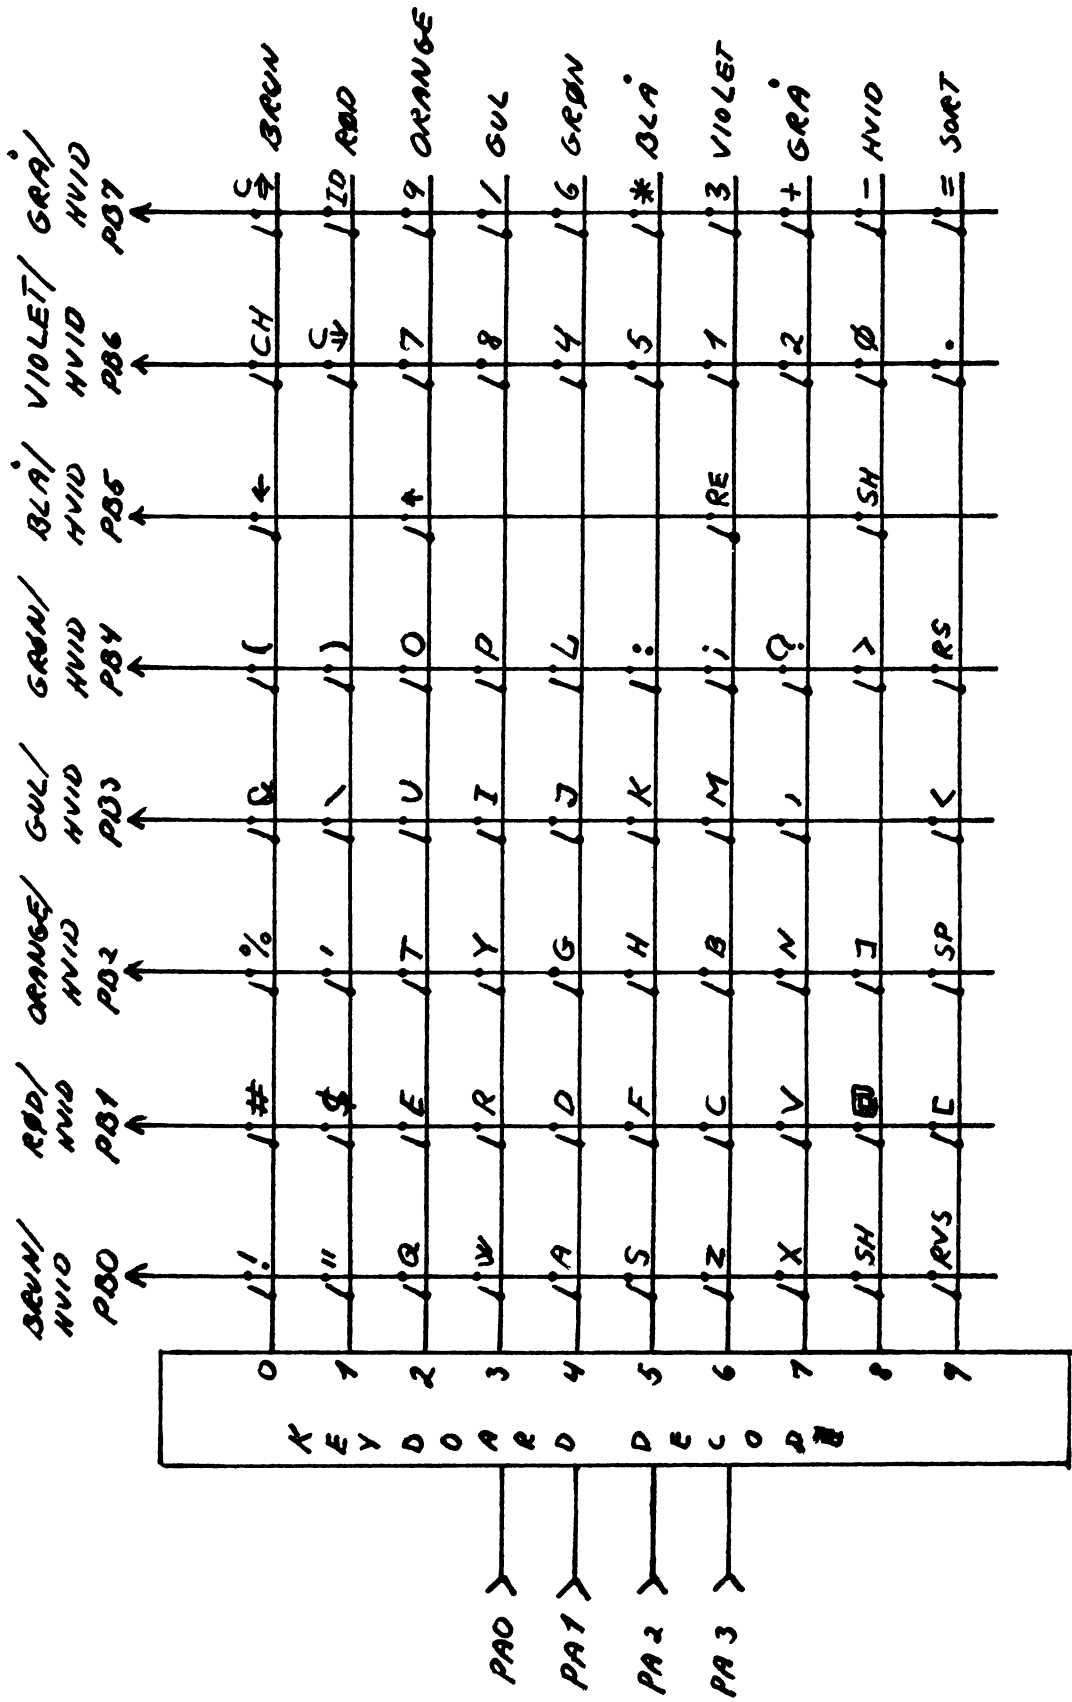 BRUN/ RØD/ ORANGE/ GUL/ GRØN/ BLÅ/ VIOLET/ GRÅ/
HVID HVID HVID HVID HVID HVID HVID HVID
PB0 PB1 PB2 PB3 PB4 PB5 PB6 PB7
0 ! # % & ( ← CH C⇒ BRUN
1 " $ ' \ ) C⇓ ID RØD
2 Q E T U O ↑ 7 9 ORANGE
PA0 3 W R Y I P 8 / GUL
PA1 4 A D G J L 4 6 GRØN
PA2 5 S F H K : 5 * BLÅ
PA3 6 Z C B M ; RE 1 3 VIOLET
7 X V N , ? 2 + GRÅ
8 SH @ ] > SH Ø - HVID
9 RVS [ SP < RS . = SORT
KEYBOARD DECOD